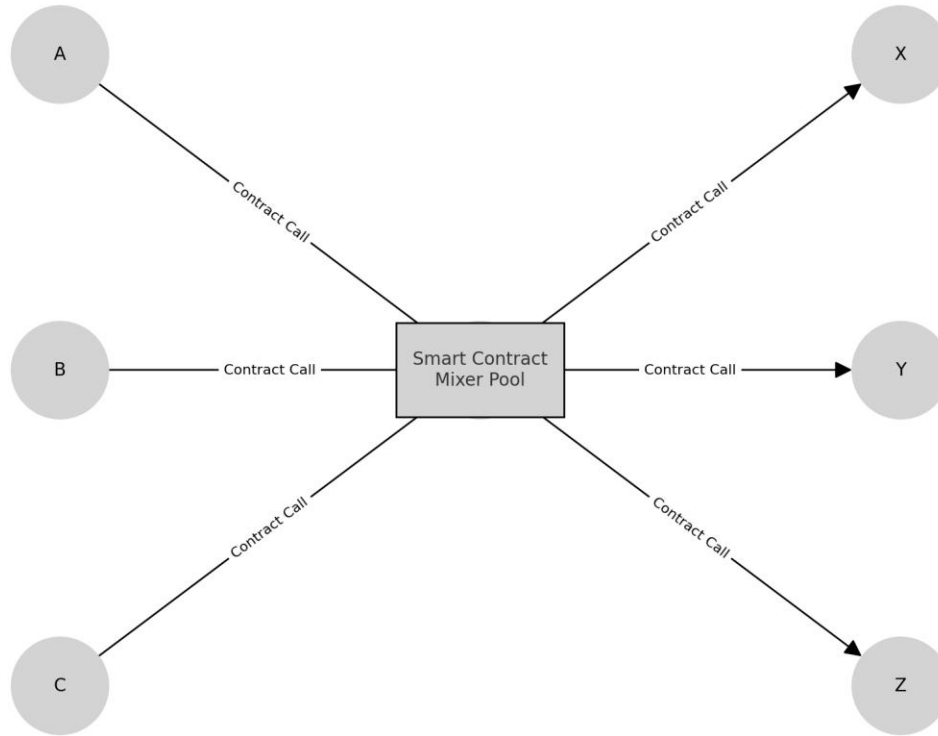 A
X
Contract Call
Contract Call
B
Contract Call
Smart Contract
Mixer Pool
Contract Call
Y
Contract Call
Contract Call
C
Z